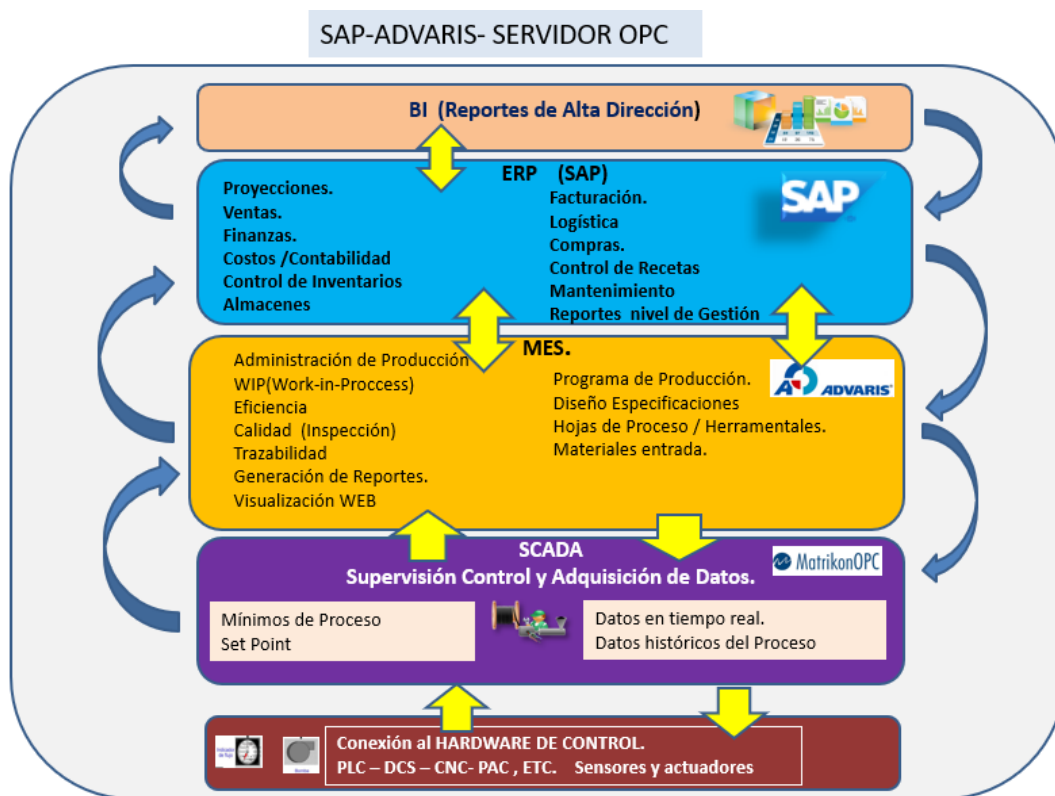 SAP-ADVARIS- SERVIDOR OPC
BI (Reportes de Alta Dirección)
ERP (SAP)
Proyecciones.
Ventas.
Finanzas.
Costos /Contabilidad
Control de Inventarios
Almacenes
Facturación.
Logística
Compras.
Control de Recetas
Mantenimiento
Reportes nivel de Gestión
SAP
MES.
Administración de Producción
WIP(Work-in-Proccess)
Eficiencia
Calidad (Inspección)
Trazabilidad
Generación de Reportes.
Visualización WEB
Programa de Producción.
Diseño Especificaciones
Hojas de Proceso / Herramentales.
Materiales entrada.
ADVARIS
SCADA
Supervisión Control y Adquisición de Datos.
MatrikonOPC
Mínimos de Proceso
Set Point
Datos en tiempo real.
Datos históricos del Proceso
Conexión al HARDWARE DE CONTROL.
PLC – DCS – CNC- PAC , ETC. Sensores y actuadores